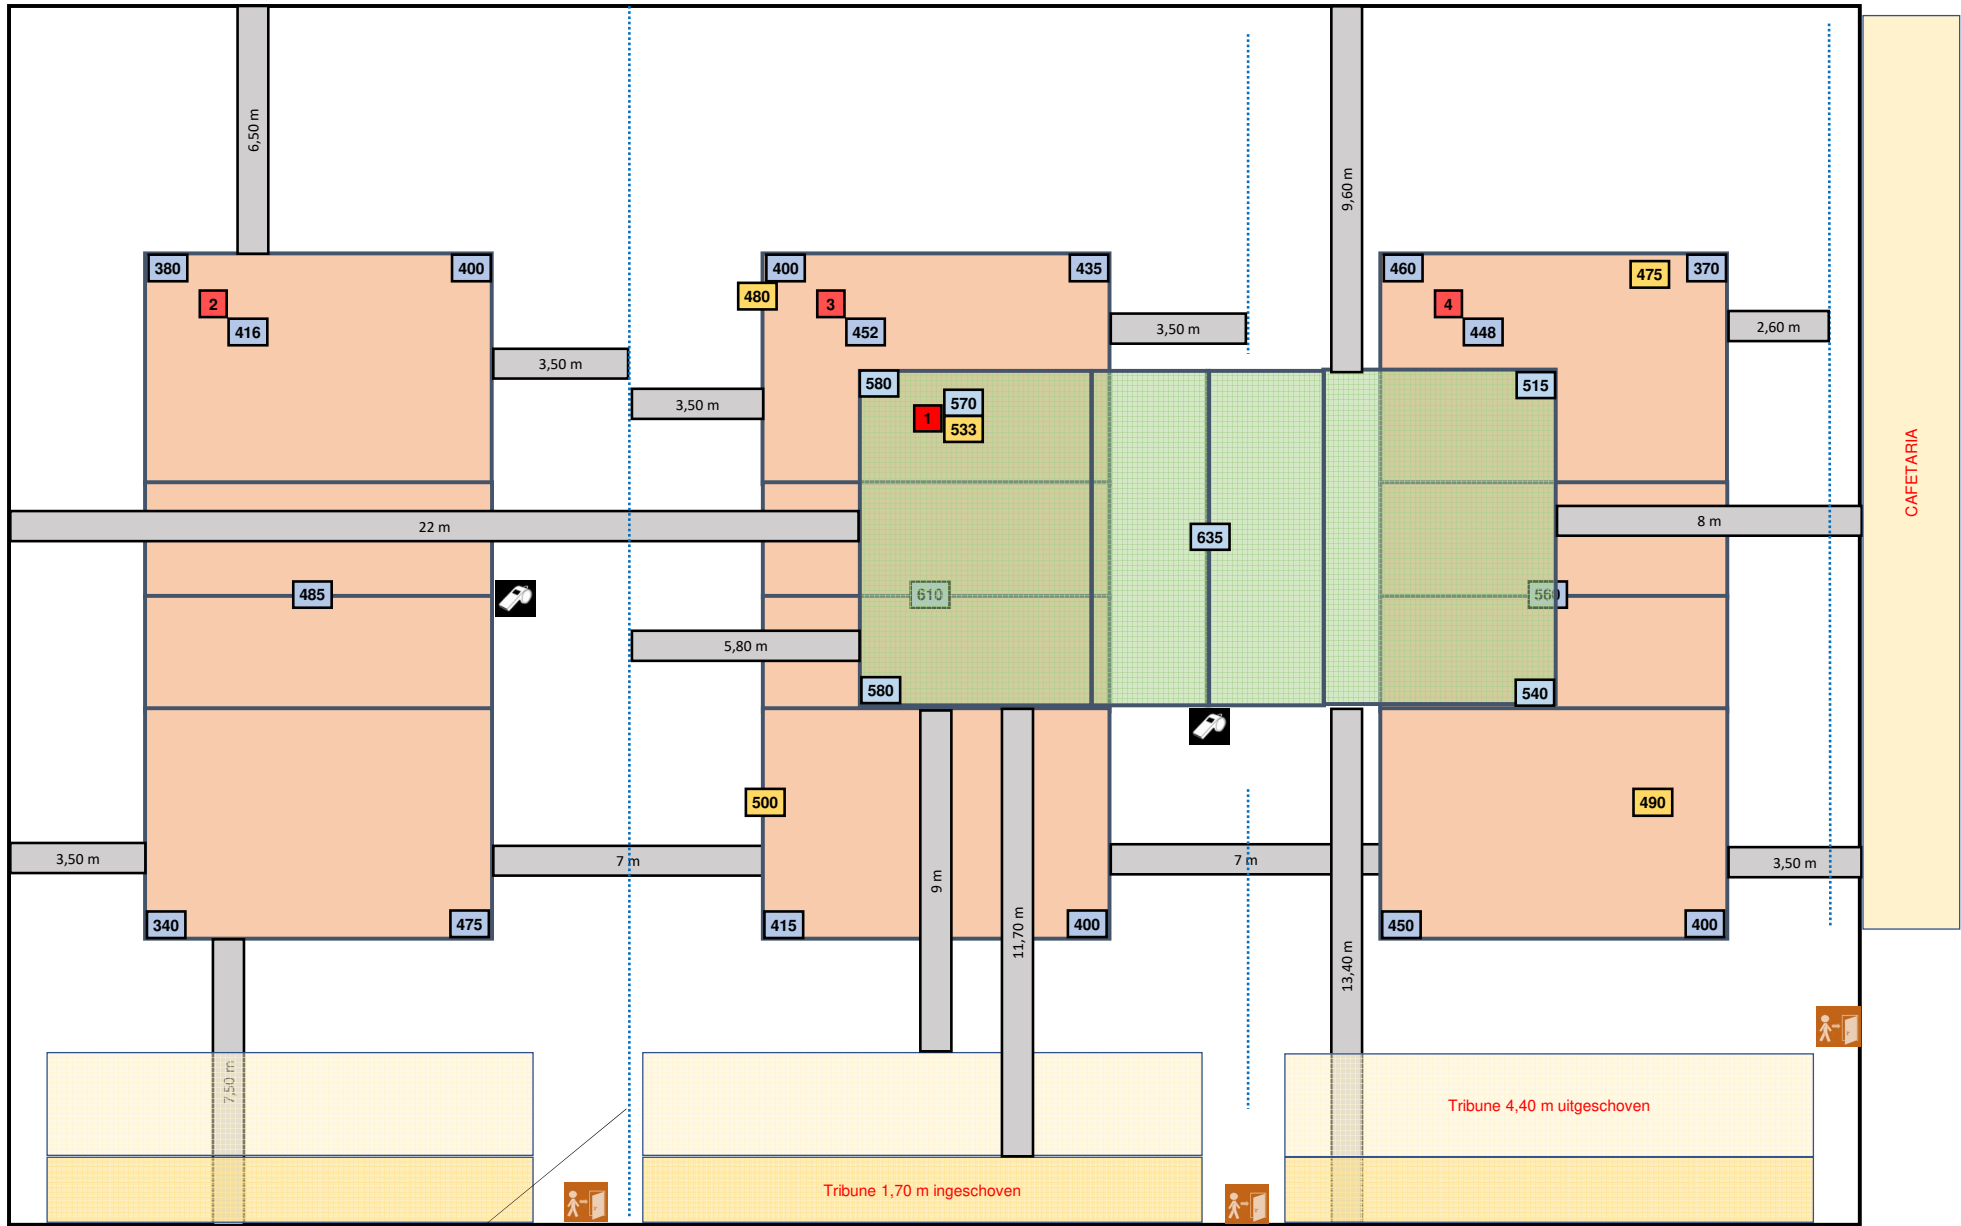 6,50 m
9,60 m
380
400
400
435
460
475
370
480
2
416
3
452
4
448
3,50 m
2,60 m
3,50 m
3,50 m
580
570
1
533
515
CAFETARIA
22 m
8 m
635
485
610
560
5,80 m
580
540
500
490
3,50 m
7 m
7 m
3,50 m
9 m
11,70 m
13,40 m
340
475
415
400
450
400
7,50 m
Tribune 4,40 m uitgeschoven
Tribune 1,70 m ingeschoven